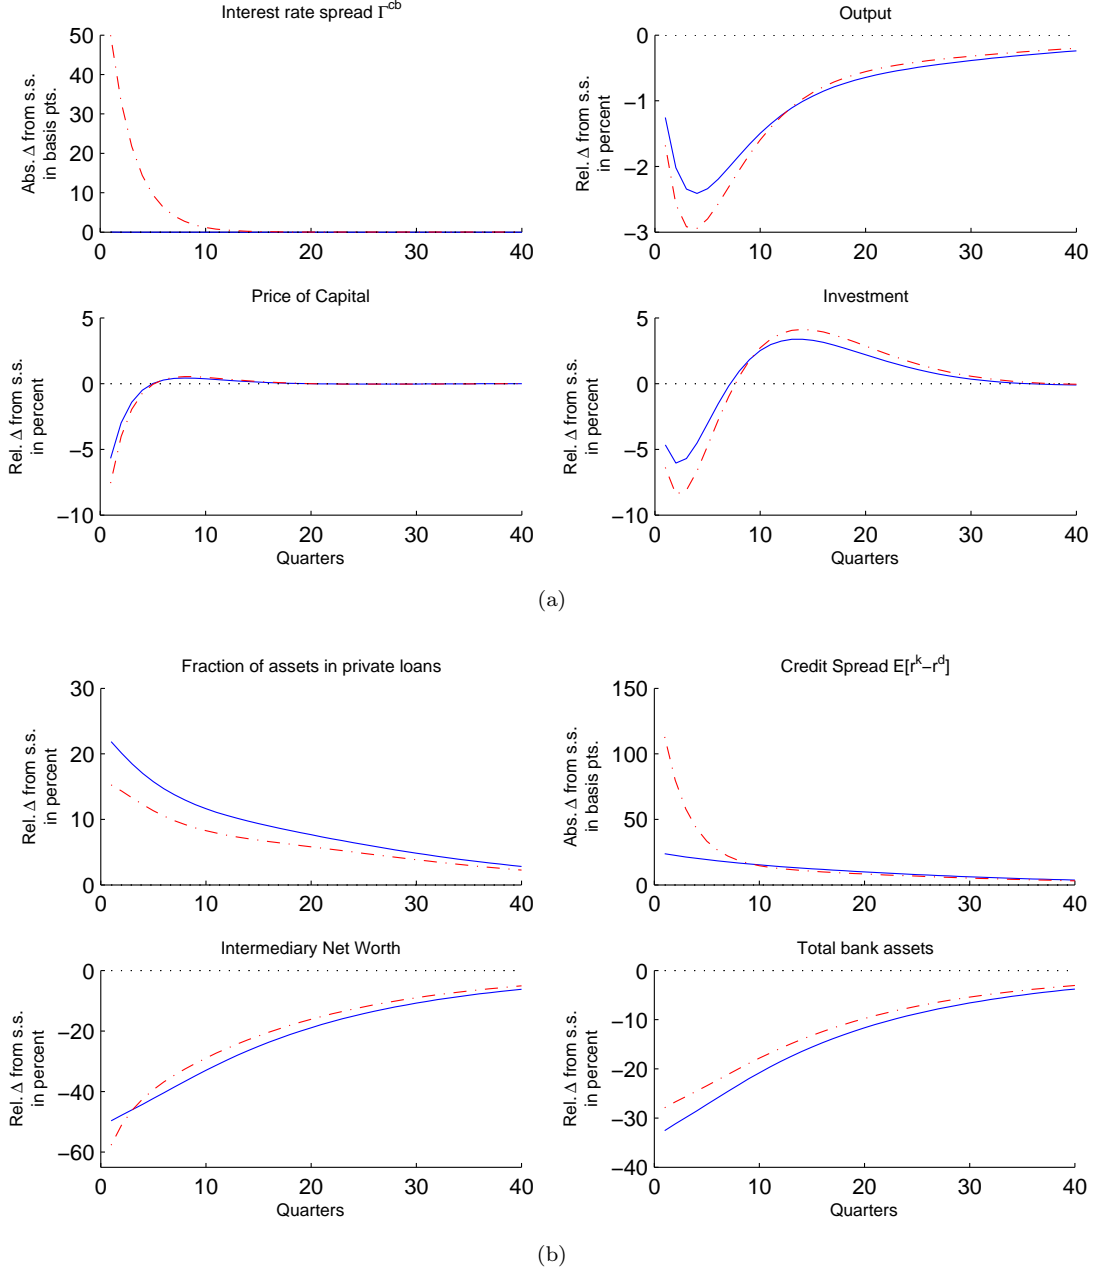 Interest rate spread Γ^cb
Abs. Δ from s.s.
in basis pts.
50
40
30
20
10
0
0 10 20 30 40
Output
Rel. Δ from s.s.
in percent
0
−1
−2
−3
0 10 20 30 40
Price of Capital
Rel. Δ from s.s.
in percent
5
0
−5
−10
0 10 20 30 40
Quarters
Investment
Rel. Δ from s.s.
in percent
5
0
−5
−10
0 10 20 30 40
Quarters
(a)
Fraction of assets in private loans
Rel. Δ from s.s.
in percent
30
20
10
0
0 10 20 30 40
Credit Spread E[r^k−r^d]
Abs. Δ from s.s.
in basis pts.
150
100
50
0
0 10 20 30 40
Intermediary Net Worth
Rel. Δ from s.s.
in percent
0
−20
−40
−60
0 10 20 30 40
Quarters
Total bank assets
Rel. Δ from s.s.
in percent
0
−10
−20
−30
−40
0 10 20 30 40
Quarters
(b)